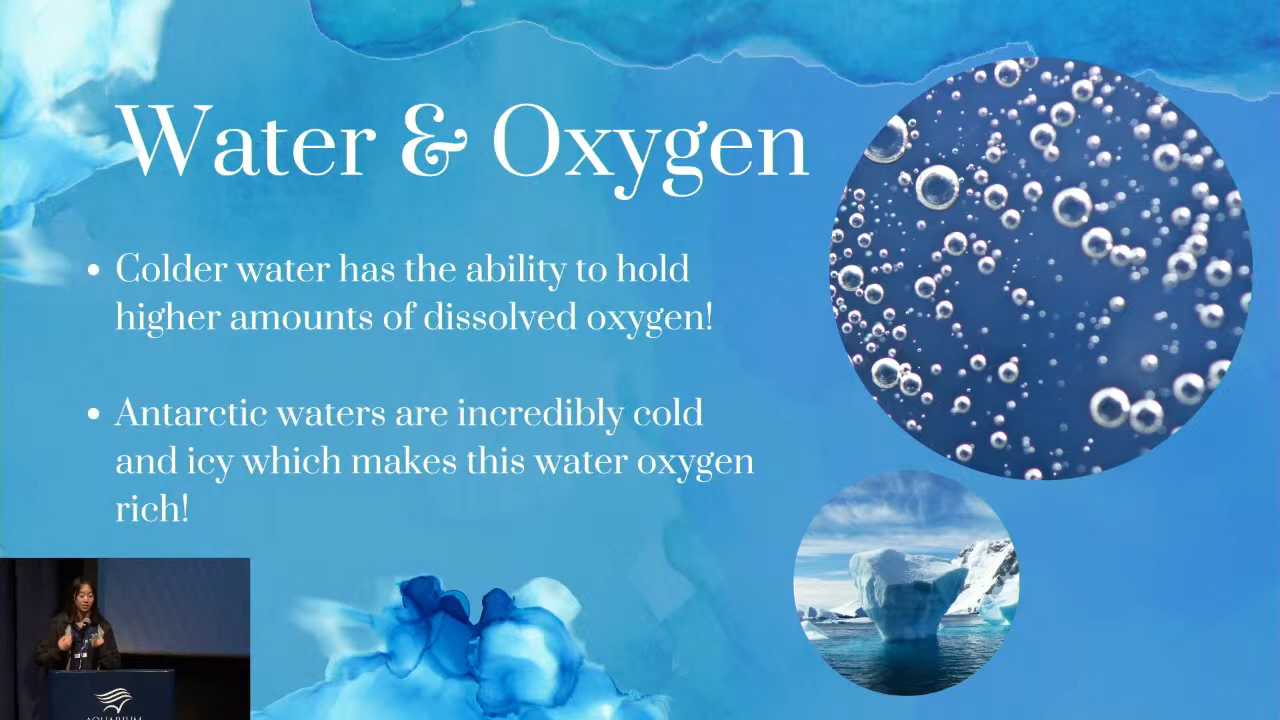 Water & Oxygen
• Colder water has the ability to hold
higher amounts of dissolved oxygen!
• Antarctic waters are incredibly cold
and icy which makes this water oxygen
rich!
AQUARIUM